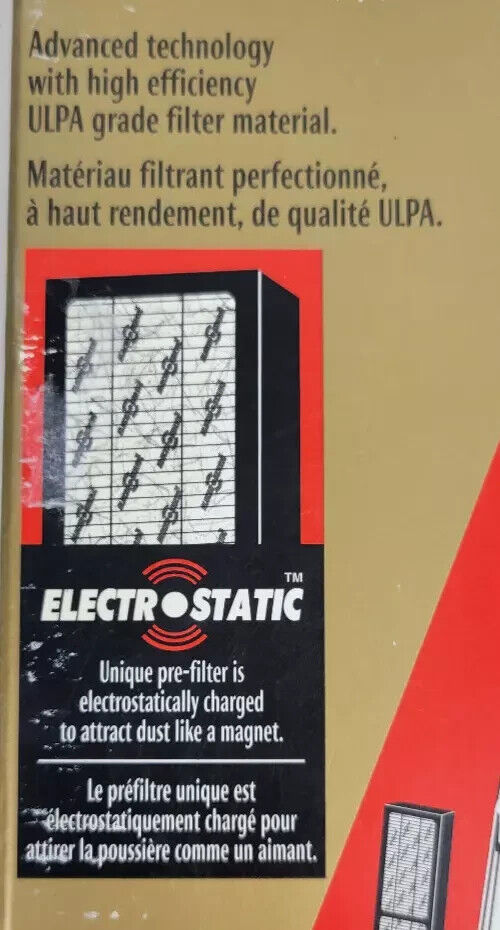 Advanced technology
with high efficiency
ULPA grade filter material.
Matériau filtrant perfectionné,
à haut rendement, de qualité ULPA.
ELECTROSTATIC™
Unique pre-filter is
electrostatically charged
to attract dust like a magnet.
Le préfiltre unique est
électrostatiquement chargé pour
attirer la poussière comme un aimant.